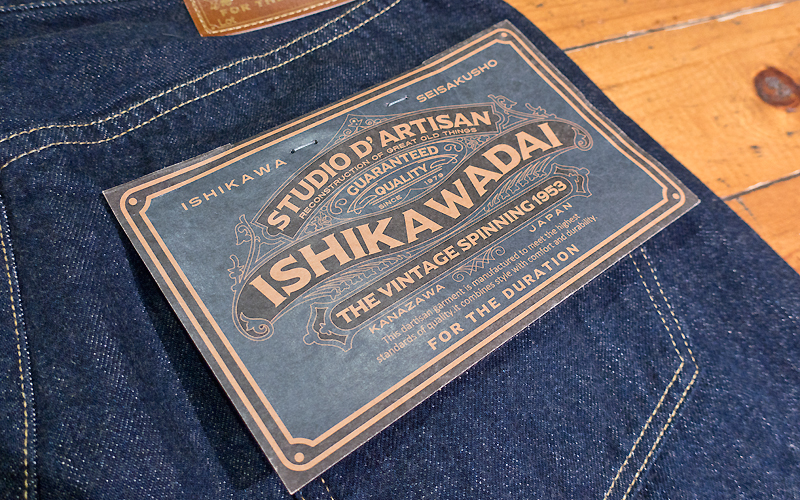 FOR TH
ISHIKAWA SEISAKUSHO
STUDIO D'ARTISAN
RECONSTRUCTION OF GREAT OLD THINGS
GUARANTEED
QUALITY
SINCE 1979
ISHIKAWADAI
THE VINTAGE SPINNING 1953
KANAZAWA JAPAN
This dartisan garment is manufactured to meet the highest
standards of quality.it combines style with comfort and durability.
FOR THE DURATION